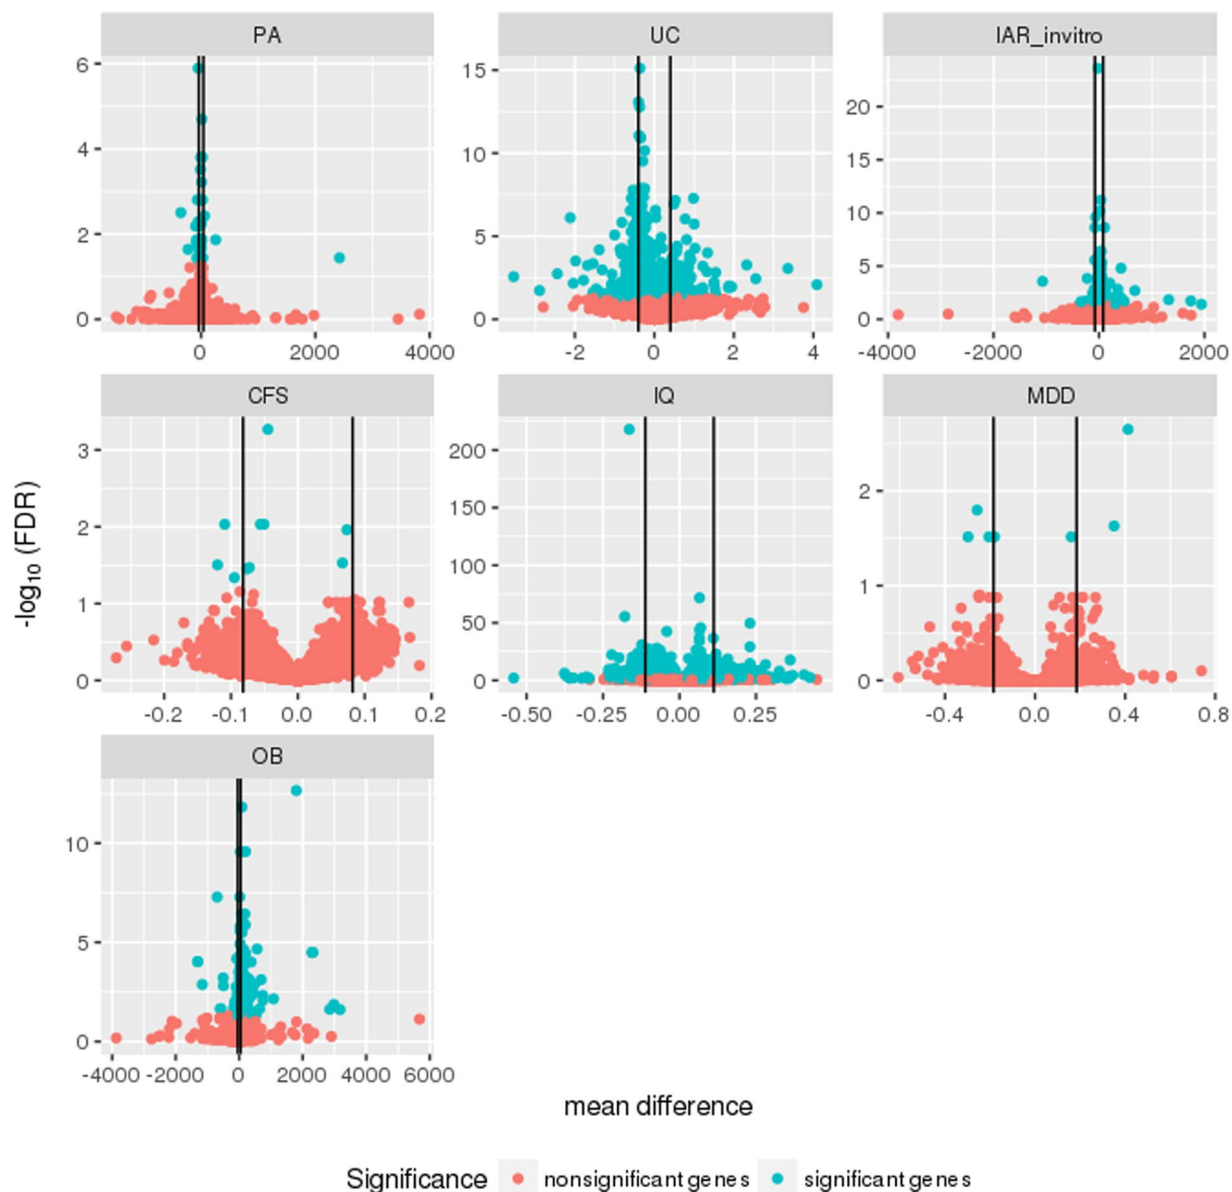 PA UC IAR_invitro
6
4
2
0
0 2000 4000
15
10
5
0
-2 0 2 4
20
15
10
5
0
-4000 -2000 0 2000
CFS IQ MDD
3
2
1
0
-0.2 -0.1 0.0 0.1 0.2
200
150
100
50
0
-0.50 -0.25 0.00 0.25
2
1
0
-0.4 0.0 0.4 0.8
OB
10
5
0
-4000 -2000 0 2000 4000 6000
-log10 (FDR)
mean difference
Significance nonsignificant genes significant genes